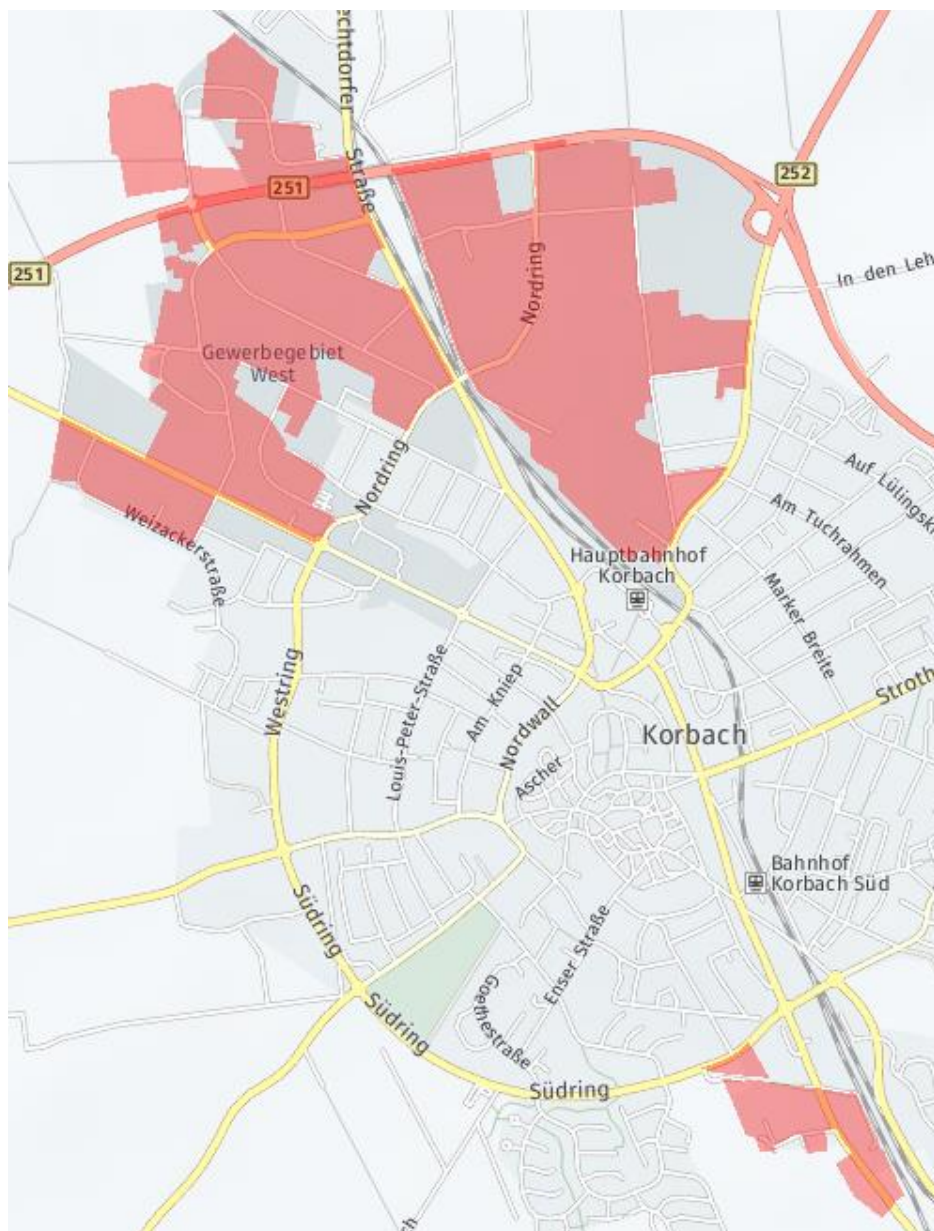 echtdorfer
Straße
251
252
251
In den Leh
Nordring
Gewerbegebiet
West
Nordring
Auf Lülingskr
Am Tuchrahmen
Weizackerstraße
Hauptbahnhof
Korbach
Marker Breite
Westring
Louis-Peter-Straße
Am Kniep
Nordwall
Stroth
Korbach
Ascher
Bahnhof
Korbach Süd
Südring
Enser Straße
Goethestraße
Südring
Südring
ch